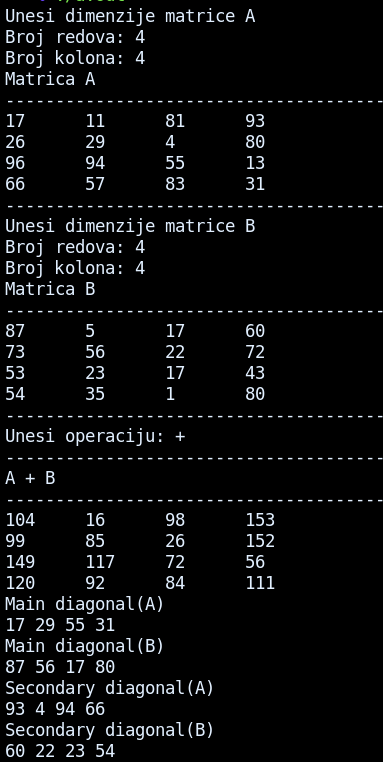 Unesi dimenzije matrice A
Broj redova: 4
Broj kolona: 4
Matrica A
---------------------------------------
17 11 81 93
26 29 4 80
96 94 55 13
66 57 83 31
---------------------------------------
Unesi dimenzije matrice B
Broj redova: 4
Broj kolona: 4
Matrica B
---------------------------------------
87 5 17 60
73 56 22 72
53 23 17 43
54 35 1 80
---------------------------------------
Unesi operaciju: +
---------------------------------------
A + B
---------------------------------------
104 16 98 153
99 85 26 152
149 117 72 56
120 92 84 111
Main diagonal(A)
17 29 55 31
Main diagonal(B)
87 56 17 80
Secondary diagonal(A)
93 4 94 66
Secondary diagonal(B)
60 22 23 54